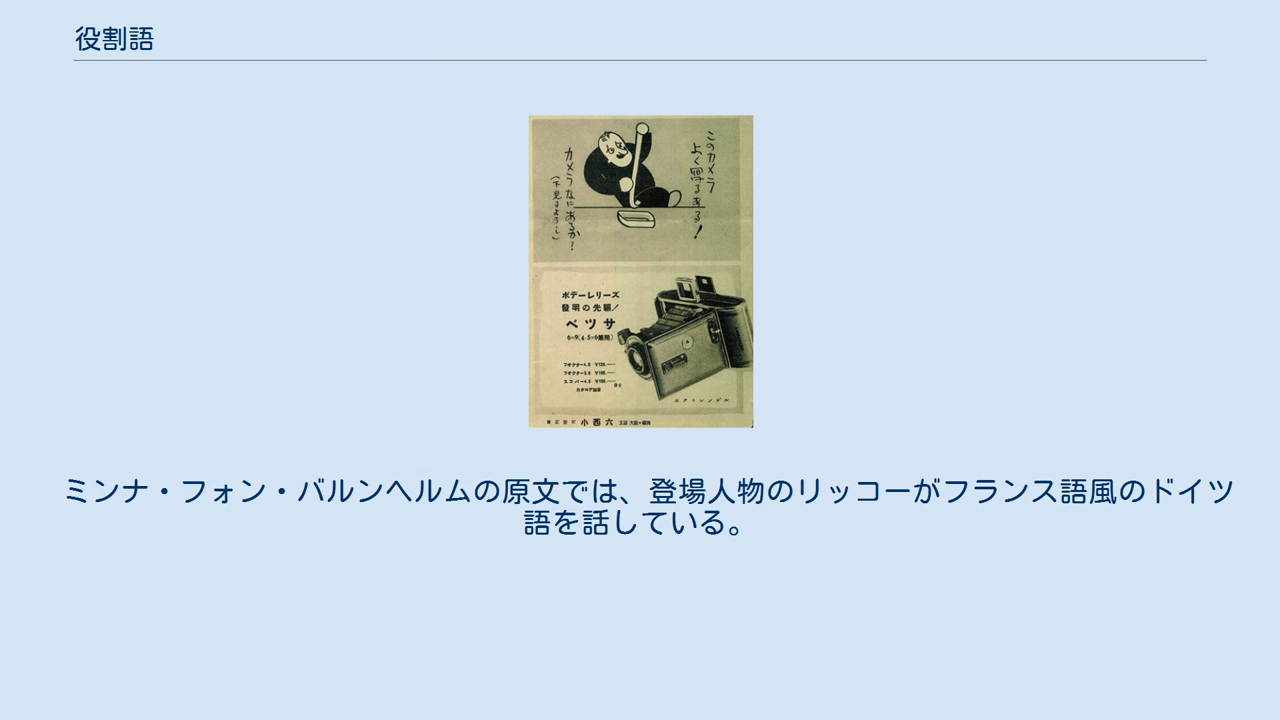 役割語
このカメラ
よく寫るある!
カメラなにあるか?
(下見るよろし)
ボデーレリーズ
發明の先驅!
ベツサ
小西六
ミンナ・フォン・バルンヘルムの原文では、登場人物のリッコーがフランス語風のドイツ
語を話している。